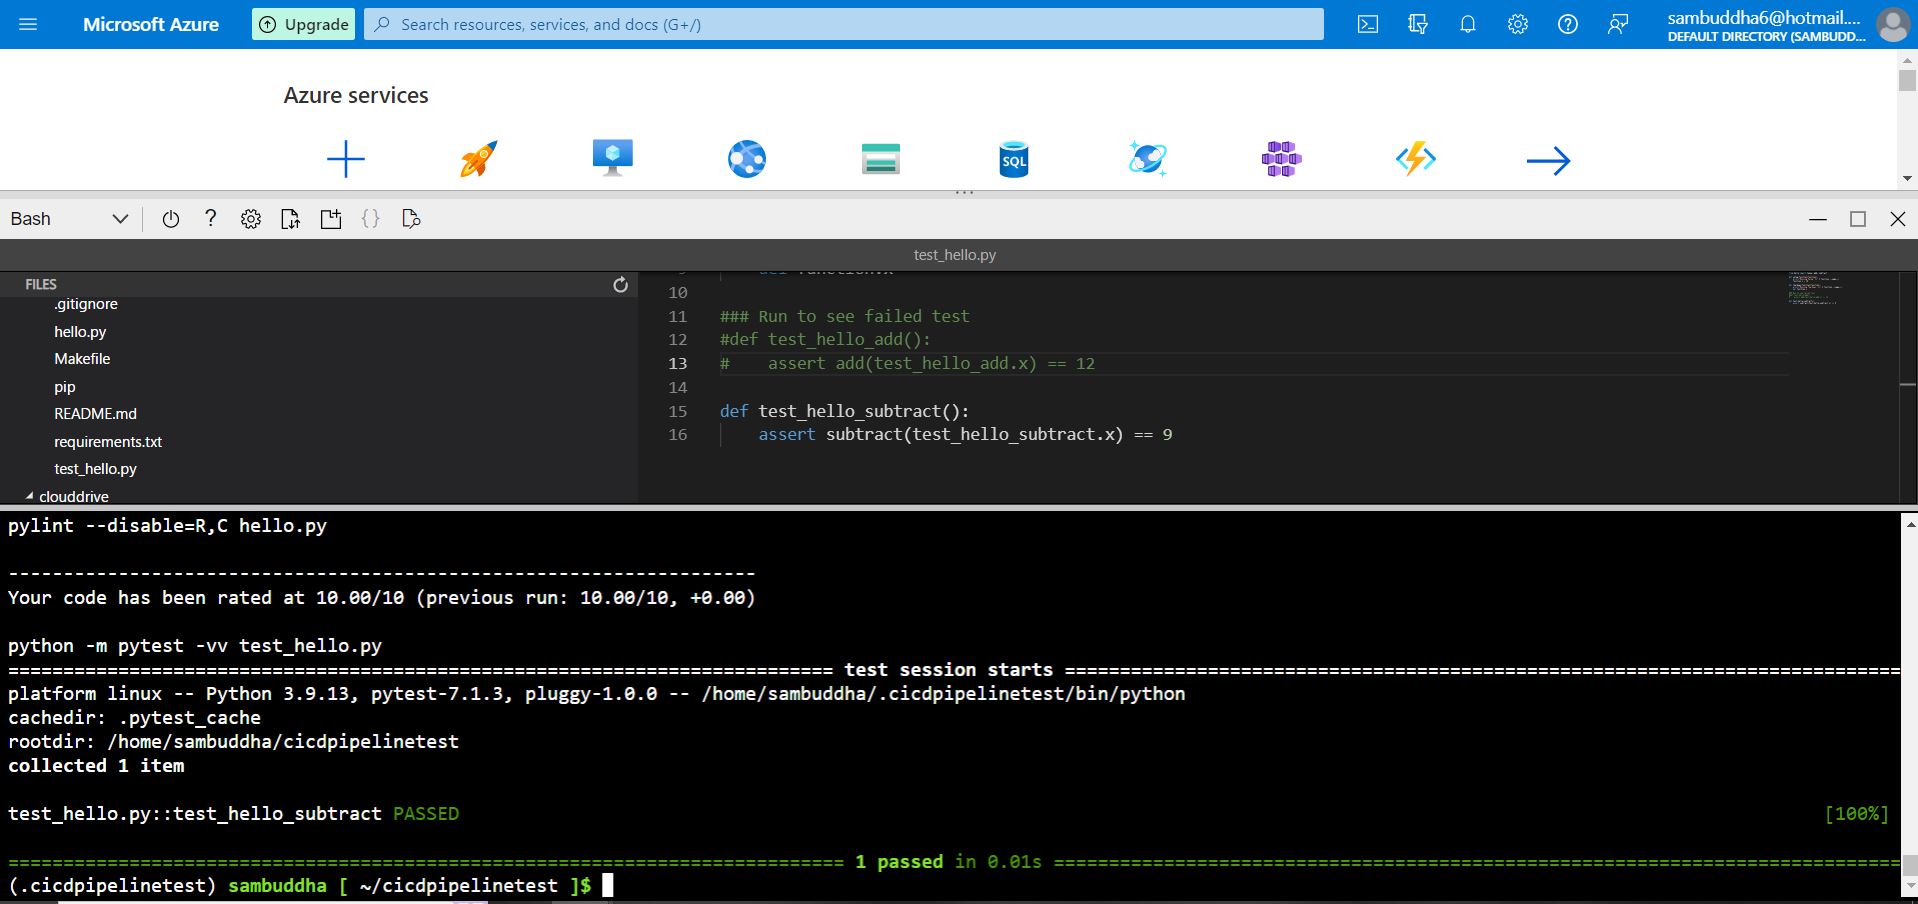 Microsoft Azure
Upgrade
Search resources, services, and docs (G+/)
sambuddha6@hotmail....
DEFAULT DIRECTORY (SAMBUDD...
Azure services
SQL
Bash
test_hello.py
FILES
.gitignore
hello.py
Makefile
pip
README.md
requirements.txt
test_hello.py
clouddrive
10
11 ### Run to see failed test
12 #def test_hello_add():
13 #    assert add(test_hello_add.x) == 12
14
15 def test_hello_subtract():
16     assert subtract(test_hello_subtract.x) == 9
pylint --disable=R,C hello.py
--------------------------------------------------------------------
Your code has been rated at 10.00/10 (previous run: 10.00/10, +0.00)
python -m pytest -vv test_hello.py
=========================================================================== test session starts ============================================================================
platform linux -- Python 3.9.13, pytest-7.1.3, pluggy-1.0.0 -- /home/sambuddha/.cicdpipelinetest/bin/python
cachedir: .pytest_cache
rootdir: /home/sambuddha/cicdpipelinetest
collected 1 item
test_hello.py::test_hello_subtract PASSED [100%]
============================================================================ 1 passed in 0.01s =============================================================================
(.cicdpipelinetest) sambuddha [ ~/cicdpipelinetest ]$